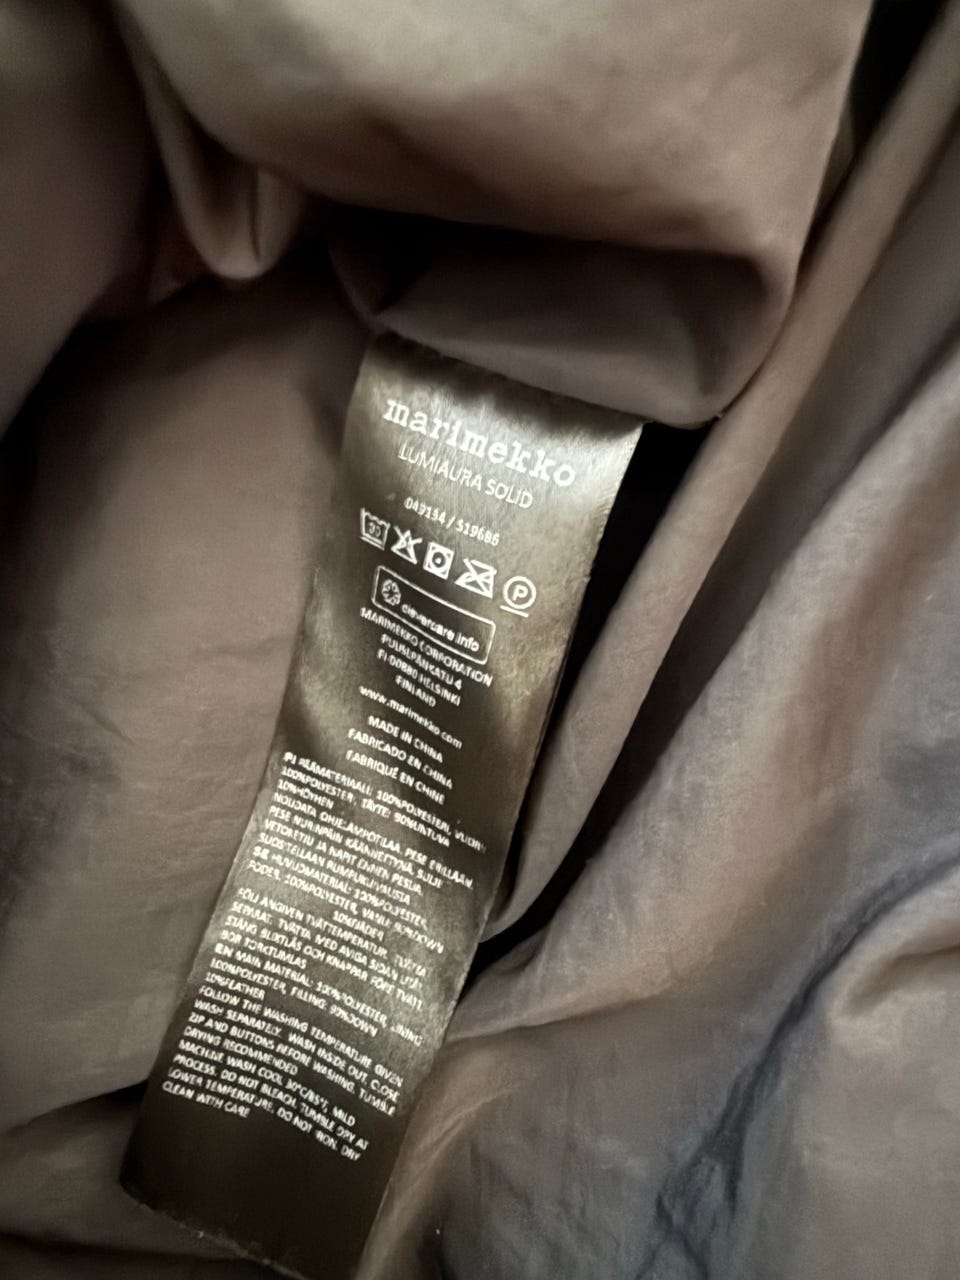 marimekko
LUMIAURA SOLID
049134 / 519686
30
P
clevercare.info
MARIMEKKO CORPORATION
PUUSEPÄNKATU 4
FI-00880 HELSINKI
FINLAND
www.marimekko.com
MADE IN CHINA
FABRICADO EN CHINA
FABRIQUÉ EN CHINE
FI PÄÄMATERIAALI: 100%POLYESTERI, VUORI:
100%POLYESTERI, TÄYTE: 90%UNTUVA
10%HÖYHEN
NOUDATA OHJELÄMPÖTILAA, PESE ERILLÄÄN,
PESE NURINPÄIN KÄÄNNETTYNÄ, SULJE
VETOKETJU JA NAPIT ENNEN PESUA,
SUOSITELLAAN RUMPUKUIVAUSTA
SE HUVUDMATERIAL: 100%POLYESTER,
FODER: 100%POLYESTER, VADD: 90%DOWN
10%FJÄDER
FÖLJ ANGIVEN TVÄTTEMPERATUR, TVÄTTA
SEPARAT, TVÄTTA MED AVIGA SIDAN UTÅT,
STÄNG BLIXTLÅS OCH KNAPPAR FÖRE TVÄTT,
BÖR TORKTUMLAS
EN MAIN MATERIAL: 100%POLYESTER, LINING:
100%POLYESTER, FILLING: 90%DOWN
10%FEATHER
FOLLOW THE WASHING TEMPERATURE GIVEN,
WASH SEPARATELY, WASH INSIDE OUT, CLOSE
ZIP AND BUTTONS BEFORE WASHING, TUMBLE
DRYING RECOMMENDED
MACHINE WASH COOL 30°C/85°F, MILD
PROCESS, DO NOT BLEACH, TUMBLE DRY AT
LOWER TEMPERATURE, DO NOT IRON, DRY
CLEAN WITH CARE